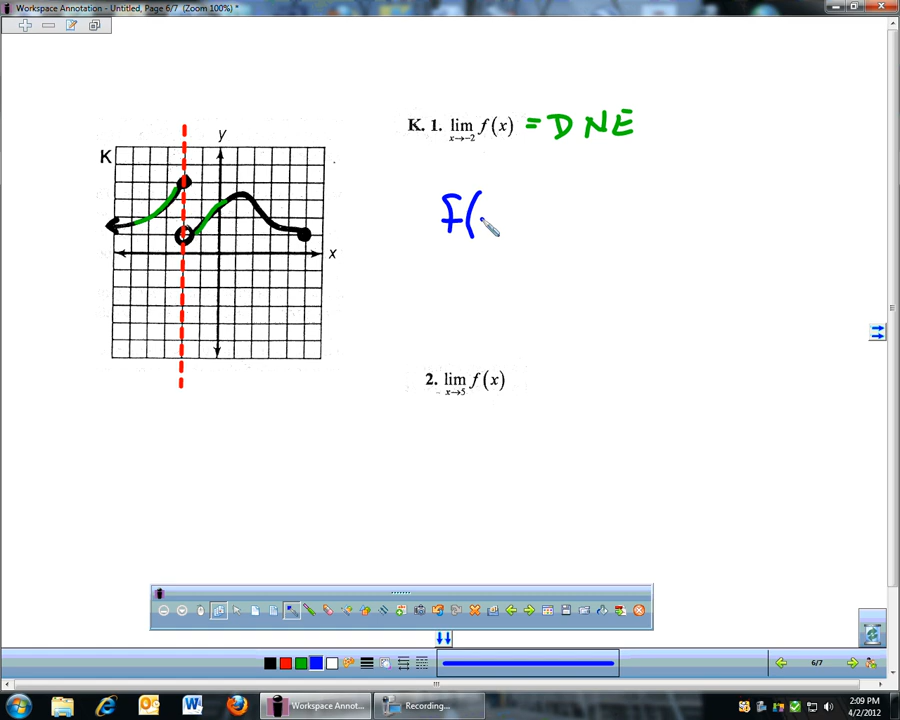 Workspace Annotation - Untitled, Page 6/7 (Zoom 100%) *
K
y
x
K. 1. lim f(x) = DNE
x→-2
f(
2. lim f(x)
x→5
6/7
Workspace Annot...
Recording...
2:09 PM
4/2/2012